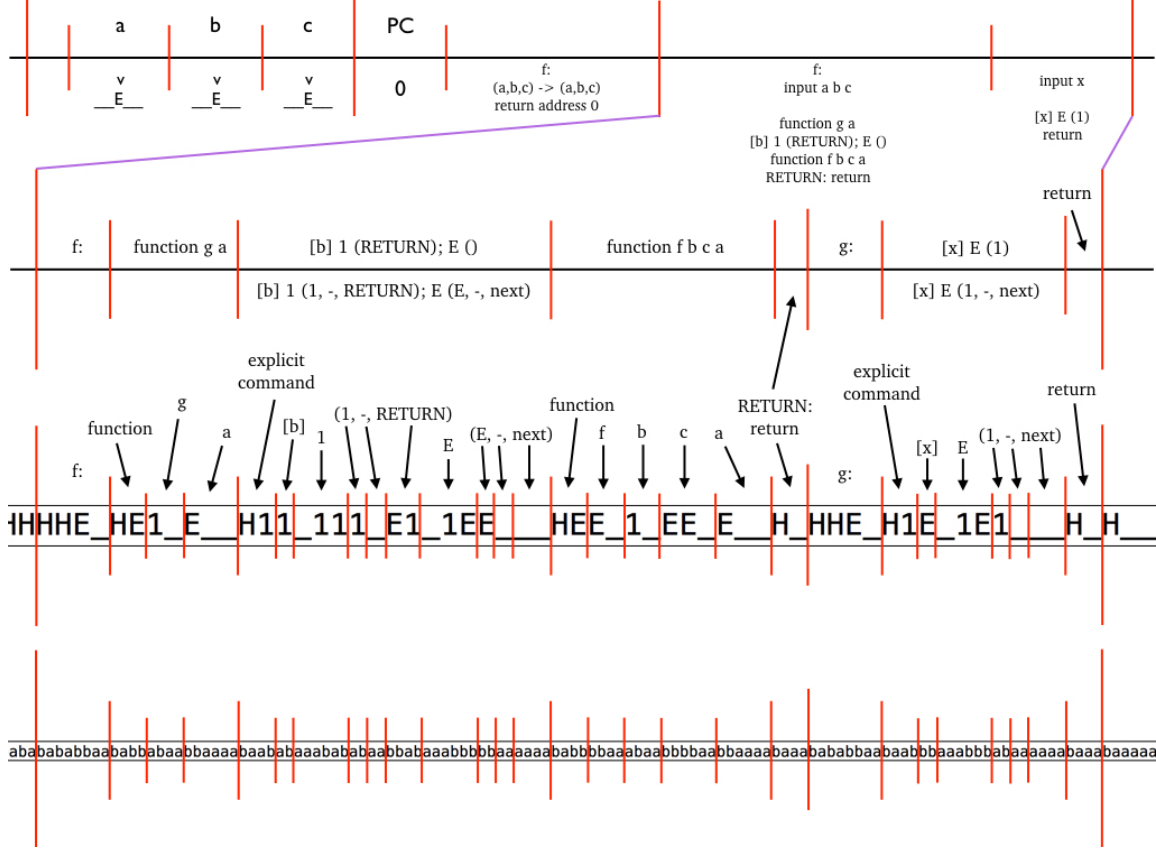 a b c PC
v v v
__E__ __E__ __E__ 0
f:
(a,b,c) -> (a,b,c)
return address 0
f:
input a b c
function g a
[b] 1 (RETURN); E ()
function f b c a
RETURN: return
input x
[x] E (1)
return
return
f: function g a [b] 1 (RETURN); E () function f b c a g: [x] E (1)
[b] 1 (1, -, RETURN); E (E, -, next) [x] E (1, -, next)
explicit
command
explicit
command
function g a [b] 1 (1, -, RETURN) E (E, -, next) function f b c a
RETURN:
return
[x] E (1, -, next) return
f: g:
HHHHE_HE1_E__H11_111_E1_1EE___HEE_1_EE_E__H_HHE_H1E_1E1___H_H___
abababababbaababbabaabbaaaabaababaaabababaabbabaaabbbbbaaaaaababbbbaaabaabbbbaabbaaaabaaabababbaabaabbbaaabbbabaaaaaabaaabaaaaa